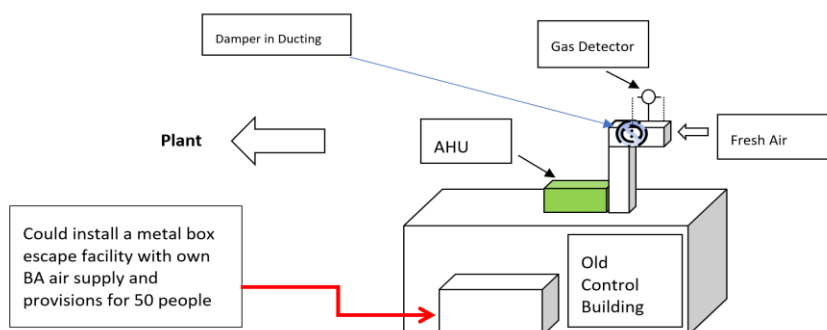 Damper in Ducting
Gas Detector
Plant
AHU
Fresh Air
Could install a metal box
escape facility with own
BA air supply and
provisions for 50 people
Old
Control
Building